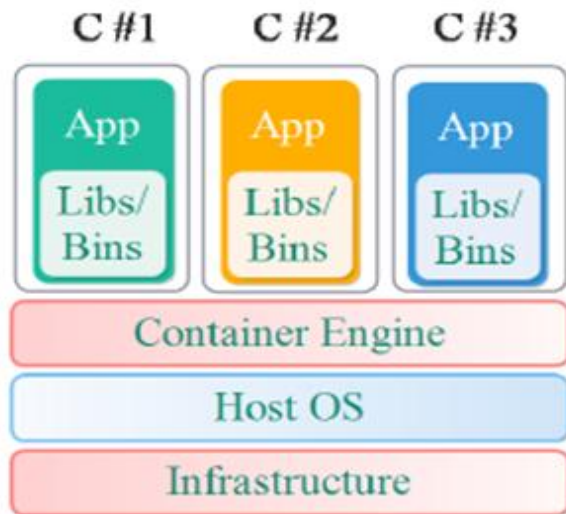 C #1 C #2 C #3
App App App
Libs/ Libs/ Libs/
Bins Bins Bins
Container Engine
Host OS
Infrastructure